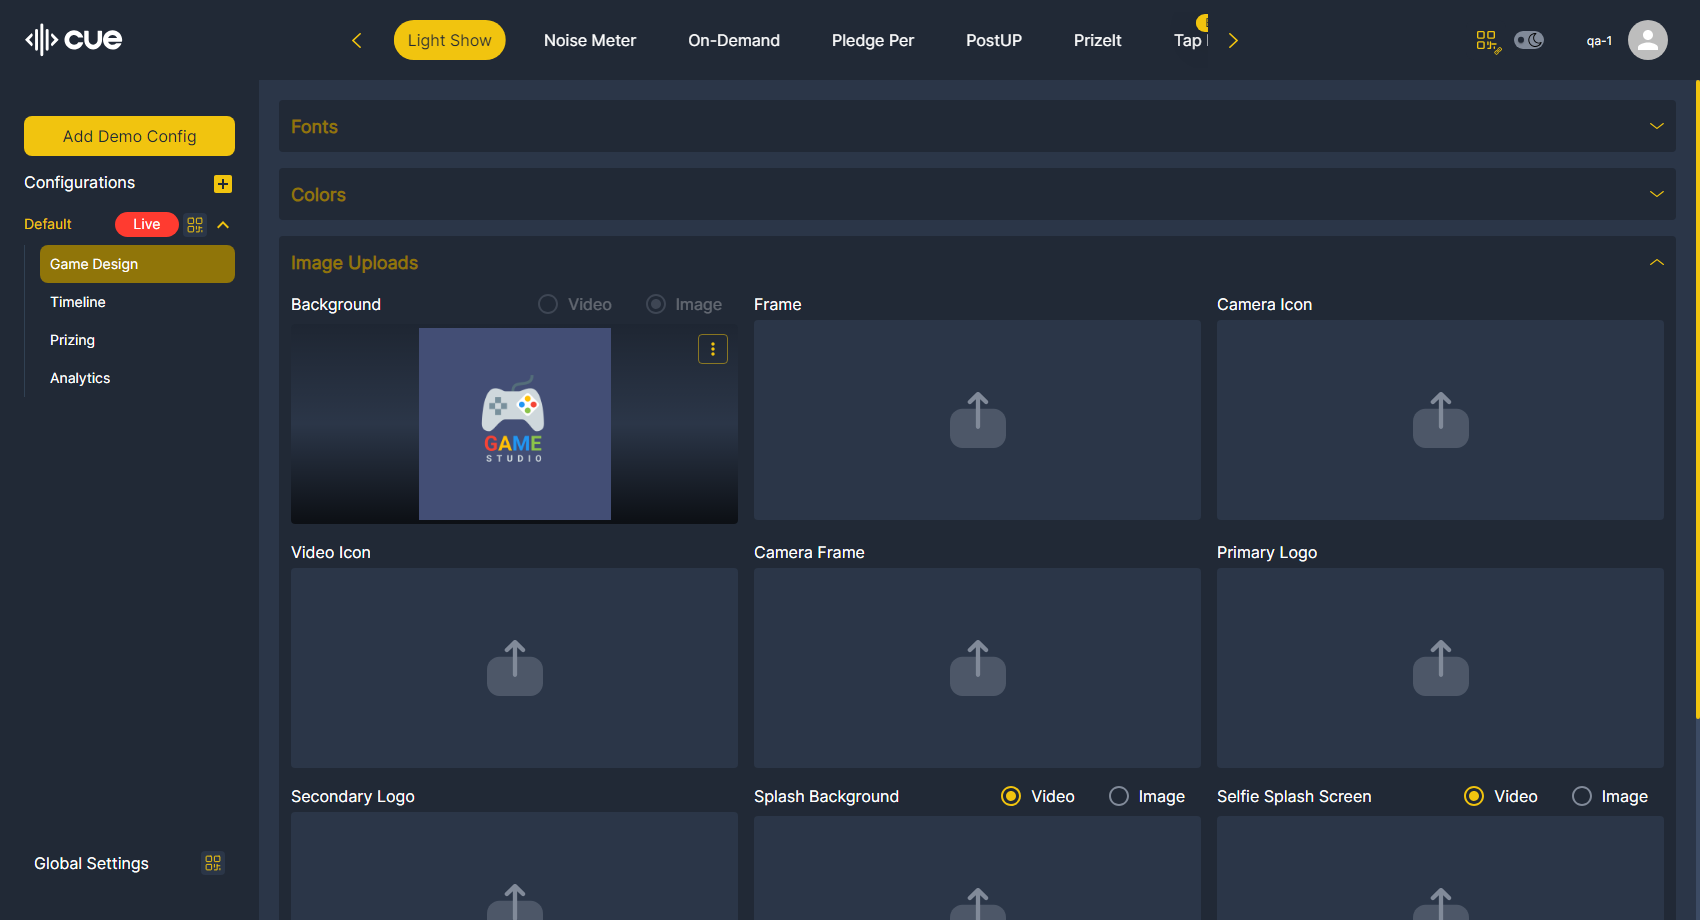 cue
Light Show
Noise Meter
On-Demand
Pledge Per
PostUP
PrizeIt
Tap
qa-1
Add Demo Config
Configurations
Default
Live
Game Design
Timeline
Prizing
Analytics
Global Settings
Fonts
Colors
Image Uploads
Background
Video
Image
Frame
Camera Icon
GAME
STUDIO
Video Icon
Camera Frame
Primary Logo
Secondary Logo
Splash Background
Video
Image
Selfie Splash Screen
Video
Image